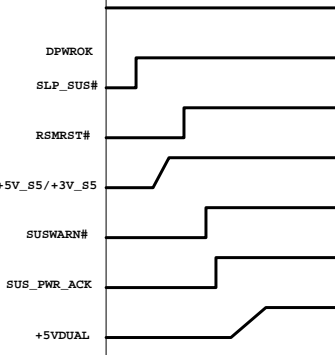 DPWROK
SLP_SUS#
RSMRST#
+5V_S5/+3V_S5
SUSWARN#
SUS_PWR_ACK
+5VDUAL